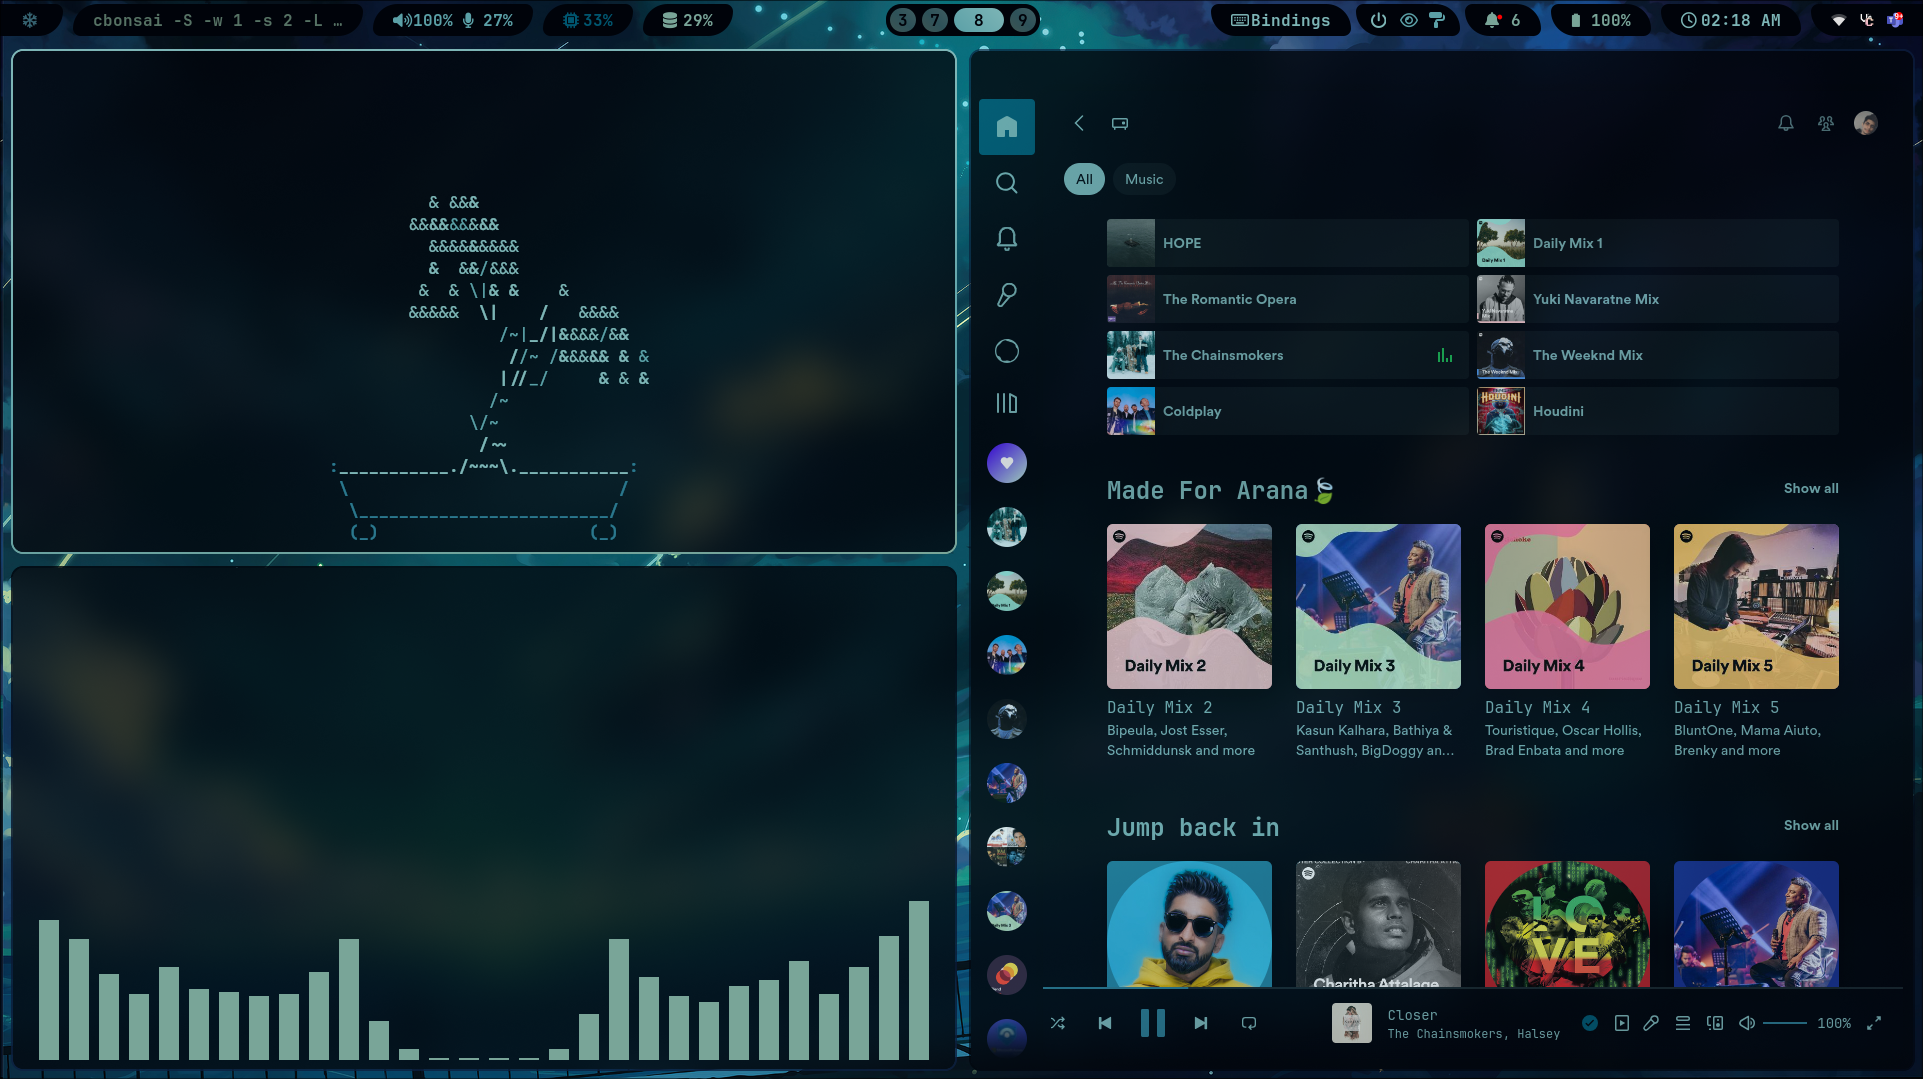 cbonsai -S -w 1 -s 2 -L …
100% 27%
33%
29%
3 7 8 9
Bindings
6
100%
02:18 AM
& &&&
&&&&&&&&&
&&&&&&&&&
&  &&/&&&
&  & \|& &    &
&&&&&  \|    /   &&&&
/~|_/|&&&&/&&
//~ /&&&&& & &
|//_/     & & &
/~
\/~
/~~
:___________./~~~\.___________:
\                           /
\_________________________/
(_)                     (_)
All
Music
HOPE
Daily Mix 1
The Romantic Opera
Yuki Navaratne Mix
The Chainsmokers
The Weeknd Mix
Coldplay
Houdini
Made For Arana🍃
Show all
Daily Mix 2
Daily Mix 3
Daily Mix 4
Daily Mix 5
Daily Mix 2
Daily Mix 3
Daily Mix 4
Daily Mix 5
Bipeula, Jost Esser,
Schmiddunsk and more
Kasun Kalhara, Bathiya &
Santhush, BigDoggy an…
Touristique, Oscar Hollis,
Brad Enbata and more
BluntOne, Mama Aiuto,
Brenky and more
Jump back in
Show all
Charitha Attalage
LO
VE
Closer
The Chainsmokers, Halsey
100%